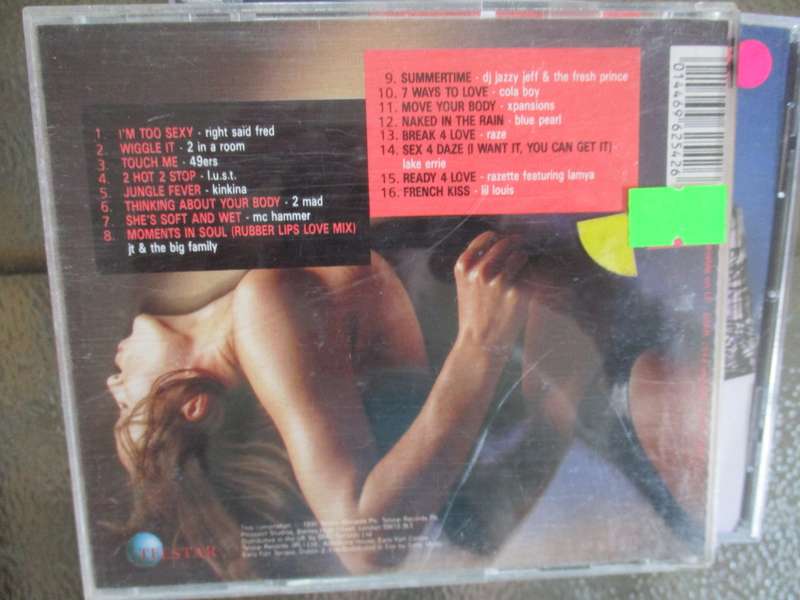 1. I'M TOO SEXY - right said fred
2. WIGGLE IT - 2 in a room
3. TOUCH ME - 49ers
4. 2 HOT 2 STOP - l.u.s.t.
5. JUNGLE FEVER - kinkina
6. THINKING ABOUT YOUR BODY - 2 mad
7. SHE'S SOFT AND WET - mc hammer
8. MOMENTS IN SOUL (RUBBER LIPS LOVE MIX)
jt & the big family
9. SUMMERTIME - dj jazzy jeff & the fresh prince
10. 7 WAYS TO LOVE - cola boy
11. MOVE YOUR BODY - xpansions
12. NAKED IN THE RAIN - blue pearl
13. BREAK 4 LOVE - raze
14. SEX 4 DAZE (I WANT IT, YOU CAN GET IT)
lake errie
15. READY 4 LOVE - razette featuring lamya
16. FRENCH KISS - lil louis
014469 625426
TELSTAR